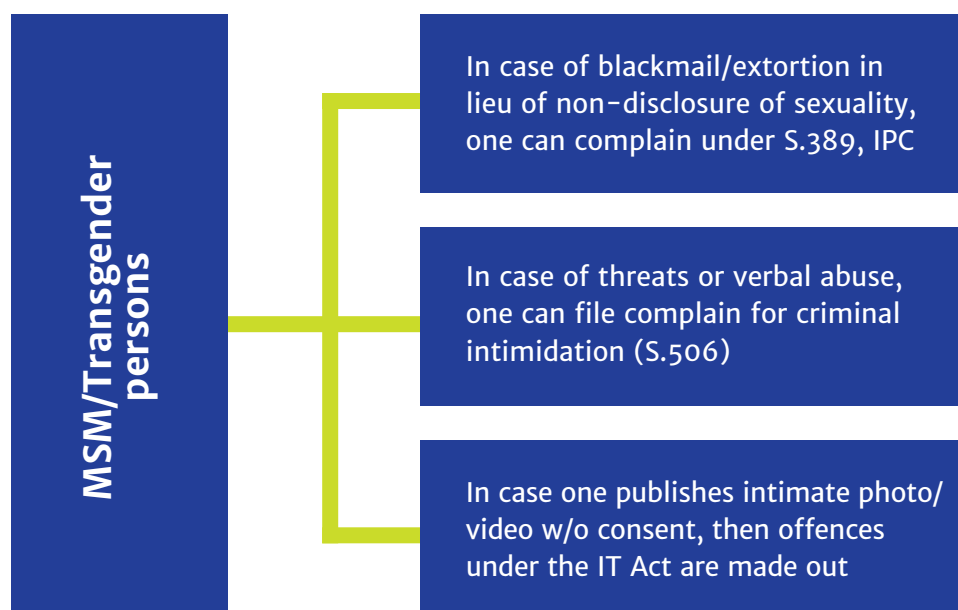 MSM/Transgender
persons
In case of blackmail/extortion in
lieu of non-disclosure of sexuality,
one can complain under S.389, IPC
In case of threats or verbal abuse,
one can file complain for criminal
intimidation (S.506)
In case one publishes intimate photo/
video w/o consent, then offences
under the IT Act are made out